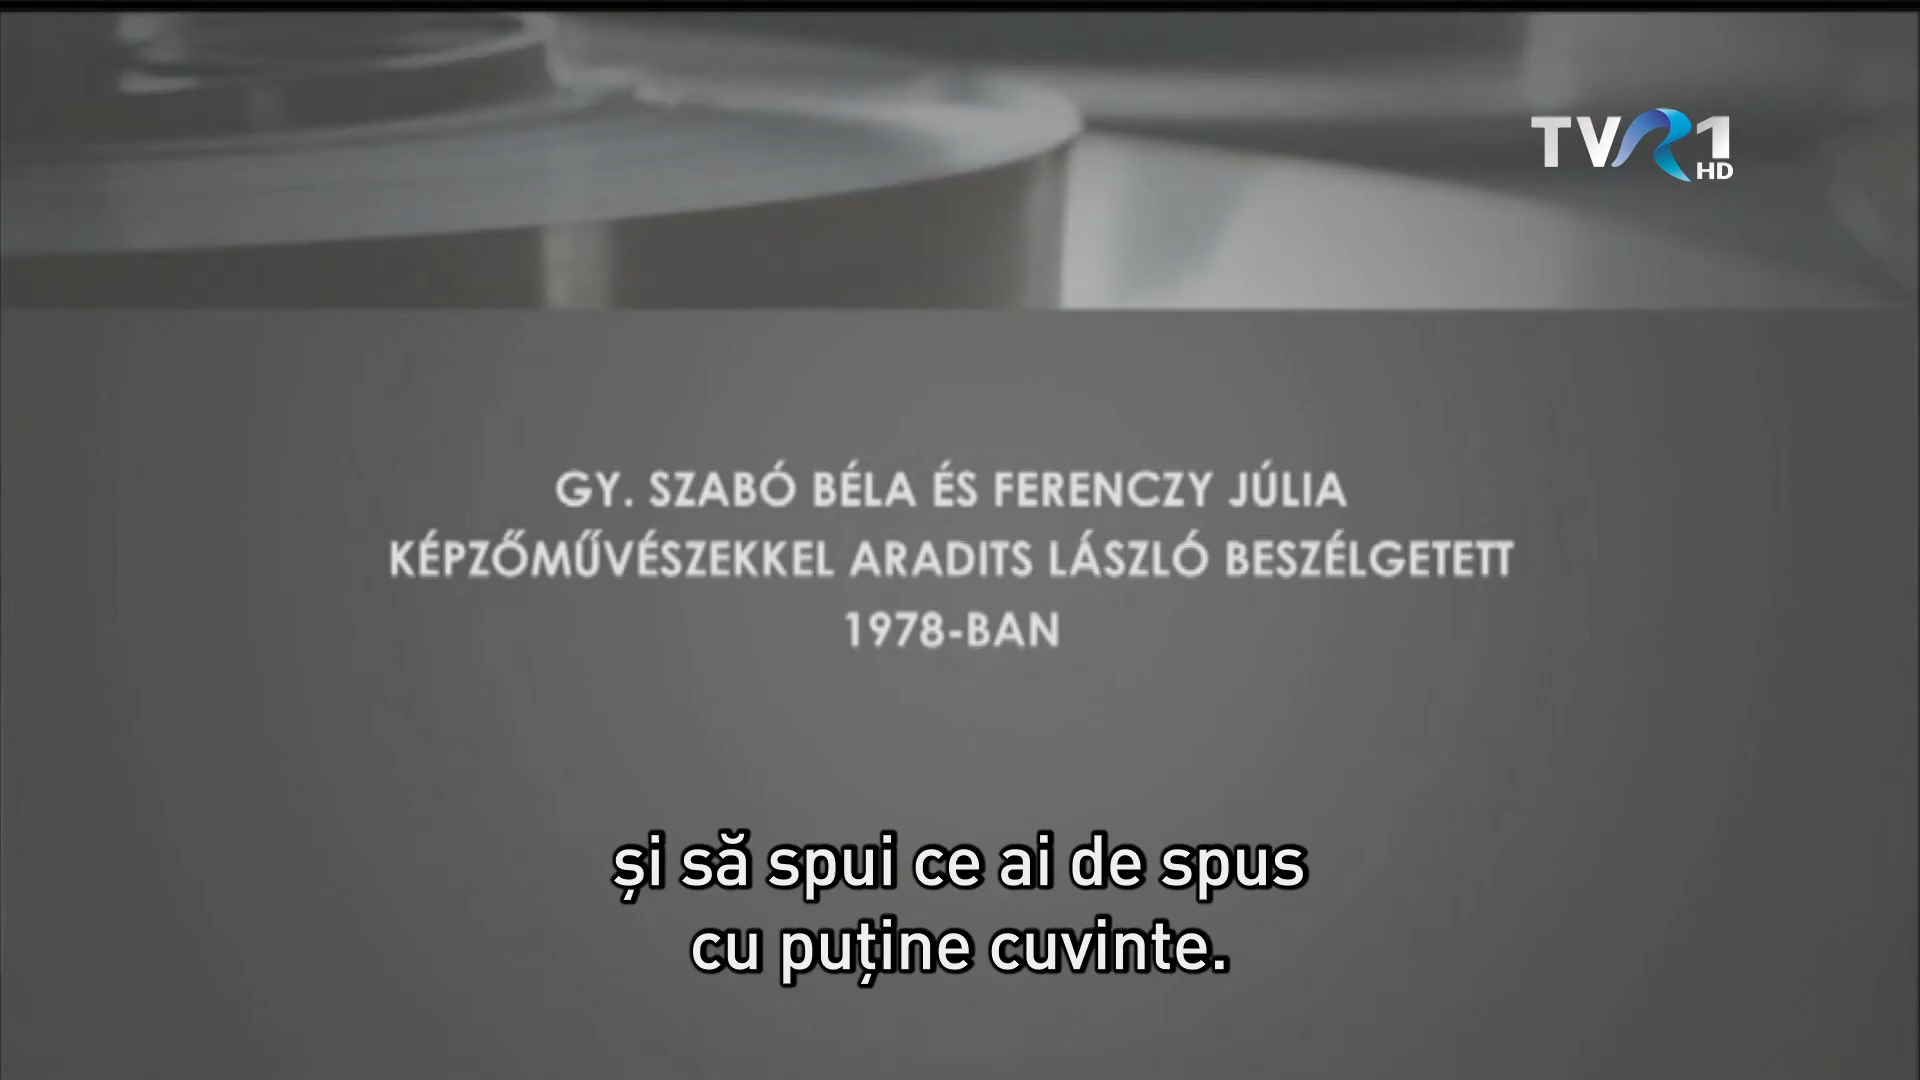 TVR1
HD
GY. SZABÓ BÉLA ÉS FERENCZY JÚLIA
KÉPZŐMŰVÉSZEKKEL ARADITS LÁSZLÓ BESZÉLGETETT
1978-BAN
și să spui ce ai de spus
cu puține cuvinte.